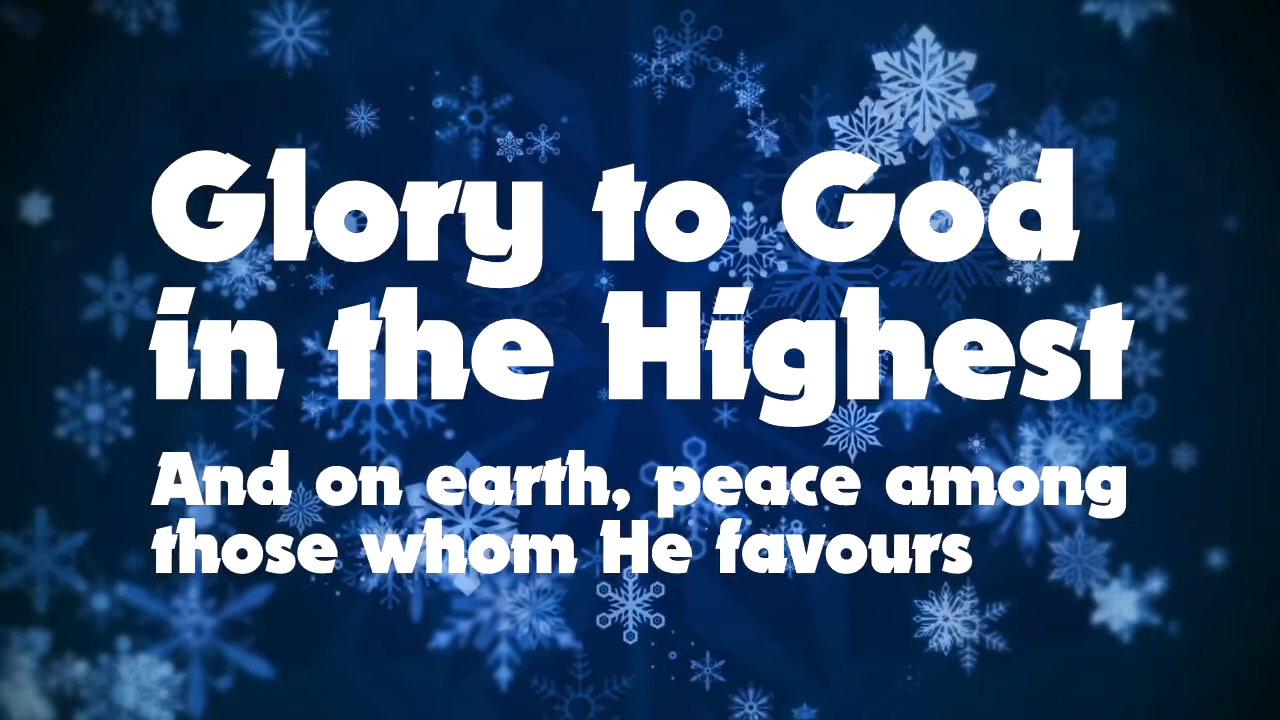 Glory to God
in the Highest
And on earth, peace among
those whom He favours